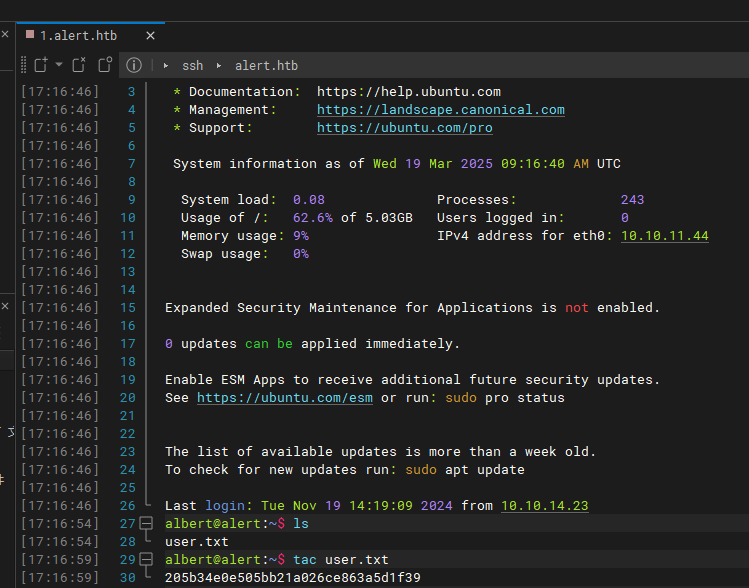 1.alert.htb
ssh alert.htb
[17:16:46] 3 * Documentation: https://help.ubuntu.com
[17:16:46] 4 * Management: https://landscape.canonical.com
[17:16:46] 5 * Support: https://ubuntu.com/pro
[17:16:46] 6
[17:16:46] 7 System information as of Wed 19 Mar 2025 09:16:40 AM UTC
[17:16:46] 8
[17:16:46] 9 System load: 0.08 Processes: 243
[17:16:46] 10 Usage of /: 62.6% of 5.03GB Users logged in: 0
[17:16:46] 11 Memory usage: 9% IPv4 address for eth0: 10.10.11.44
[17:16:46] 12 Swap usage: 0%
[17:16:46] 13
[17:16:46] 14
[17:16:46] 15 Expanded Security Maintenance for Applications is not enabled.
[17:16:46] 16
[17:16:46] 17 0 updates can be applied immediately.
[17:16:46] 18
[17:16:46] 19 Enable ESM Apps to receive additional future security updates.
[17:16:46] 20 See https://ubuntu.com/esm or run: sudo pro status
[17:16:46] 21
[17:16:46] 22
[17:16:46] 23 The list of available updates is more than a week old.
[17:16:46] 24 To check for new updates run: sudo apt update
[17:16:46] 25
[17:16:46] 26 Last login: Tue Nov 19 14:19:09 2024 from 10.10.14.23
[17:16:54] 27 albert@alert:~$ ls
[17:16:54] 28 user.txt
[17:16:59] 29 albert@alert:~$ tac user.txt
[17:16:59] 30 205b34e0e505bb21a026ce863a5d1f39